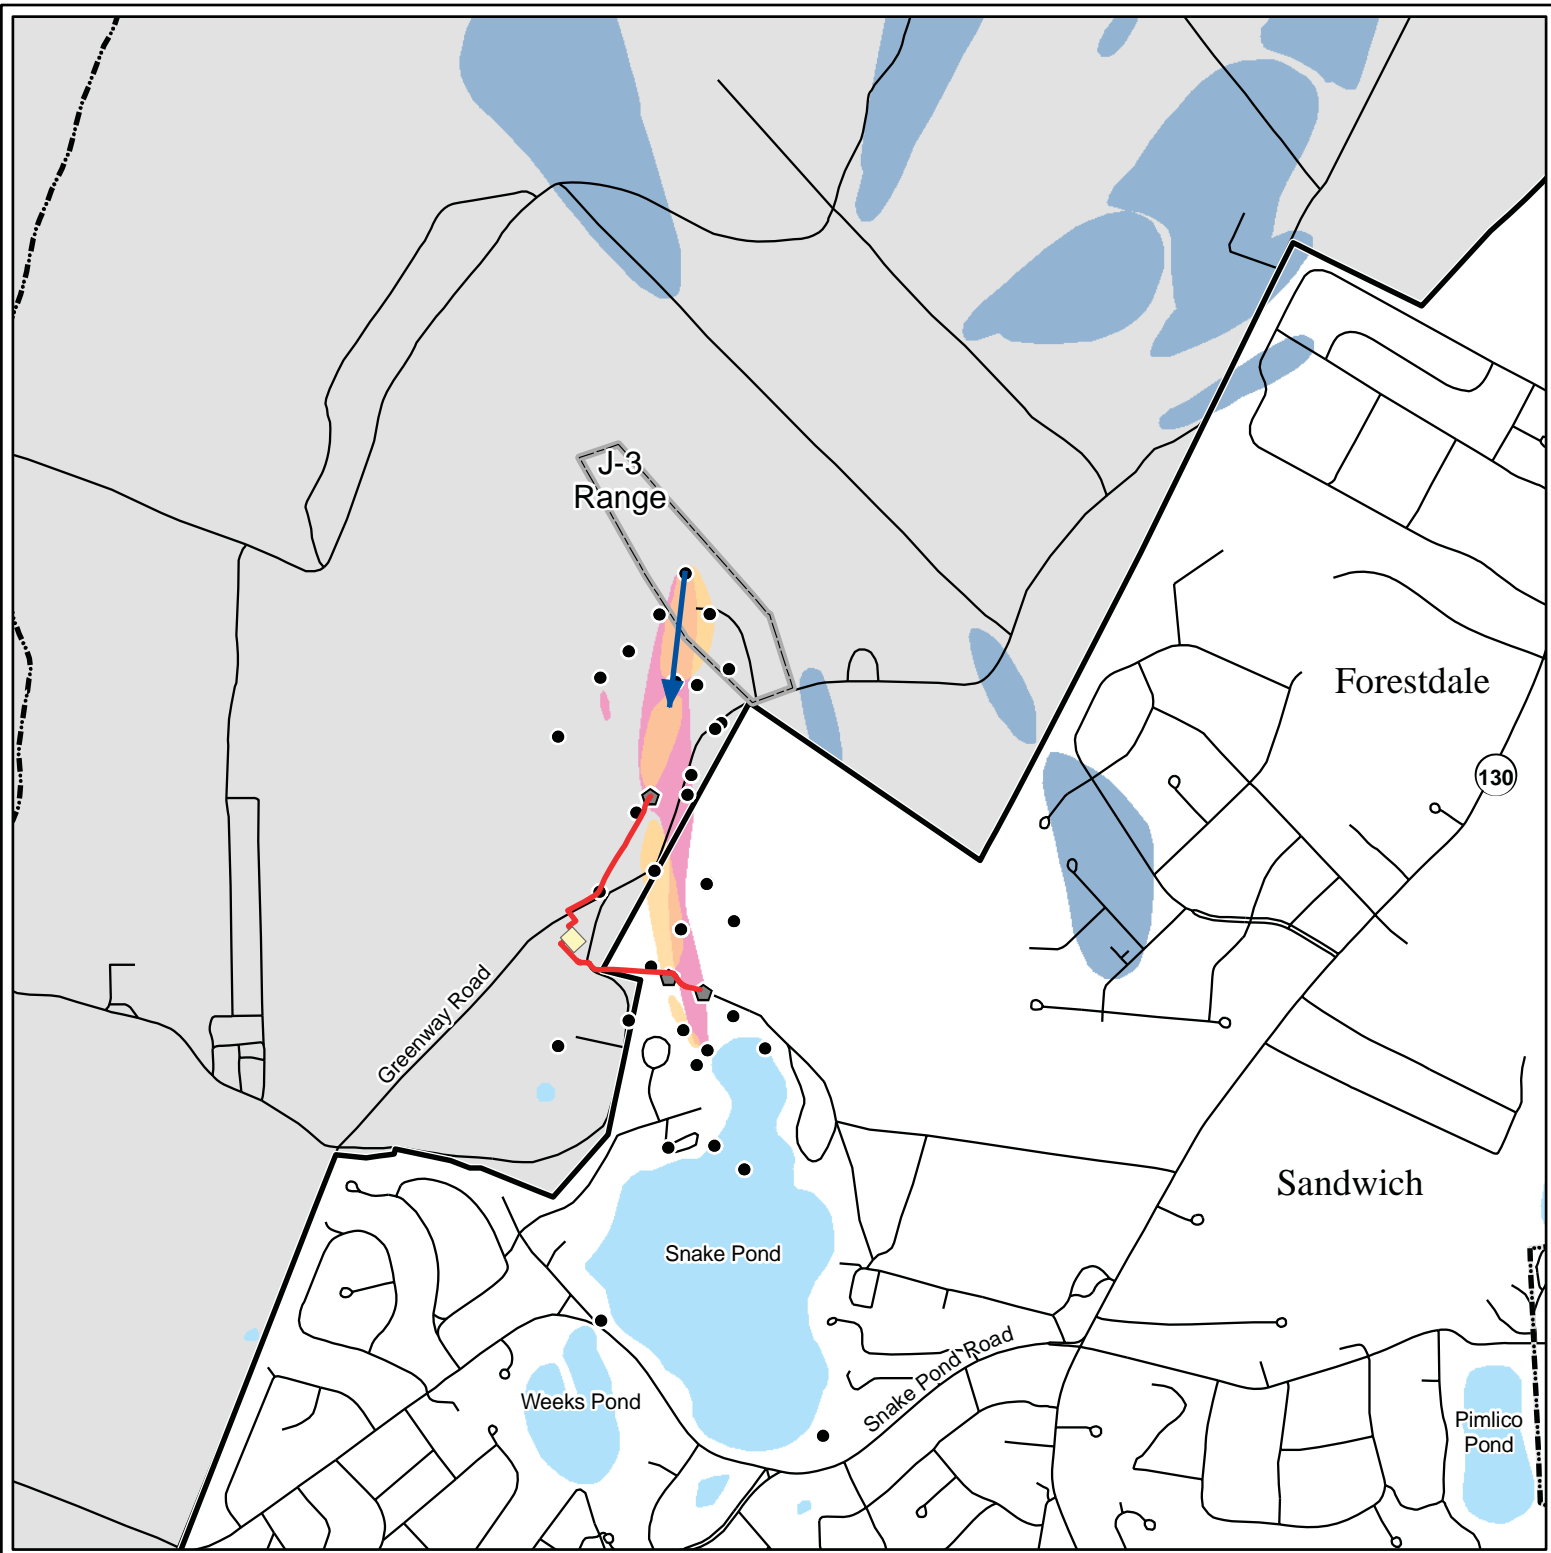 J-3
Range
Forestdale
130
Greenway Road
Sandwich
Snake Pond
Snake Pond Road
Weeks Pond
Pimlico
Pond